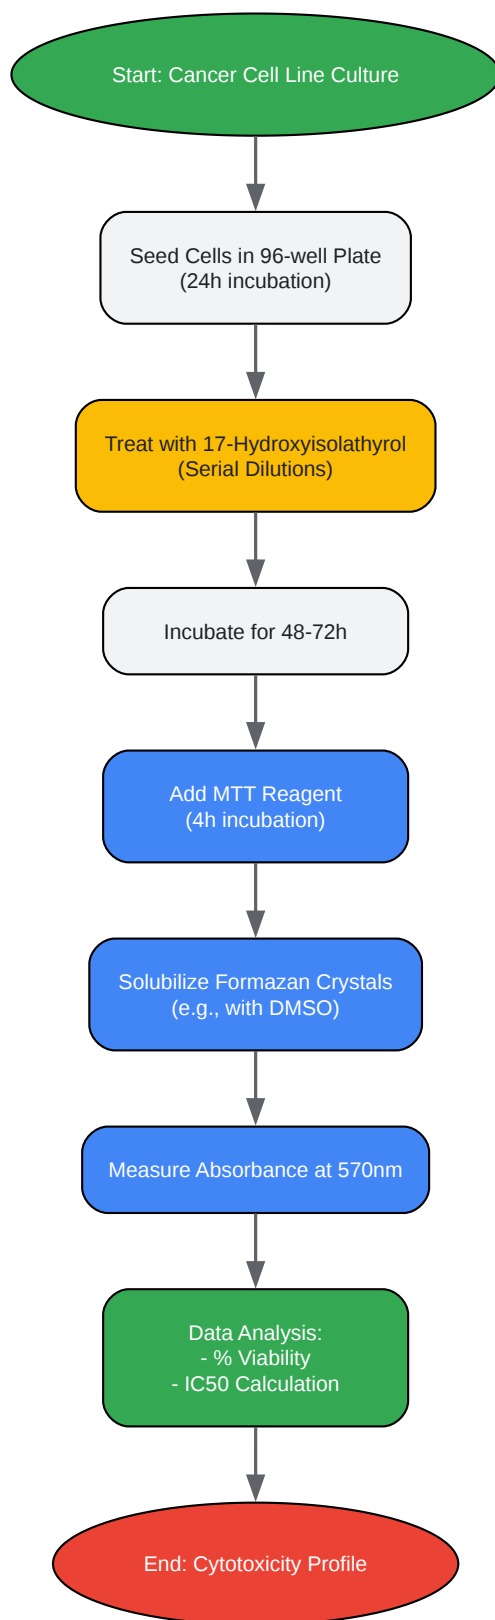 Start: Cancer Cell Line Culture
Seed Cells in 96-well Plate
(24h incubation)
Treat with 17-Hydroxyisolathyrol
(Serial Dilutions)
Incubate for 48-72h
Add MTT Reagent
(4h incubation)
Solubilize Formazan Crystals
(e.g., with DMSO)
Measure Absorbance at 570nm
Data Analysis:
- % Viability
- IC50 Calculation
End: Cytotoxicity Profile